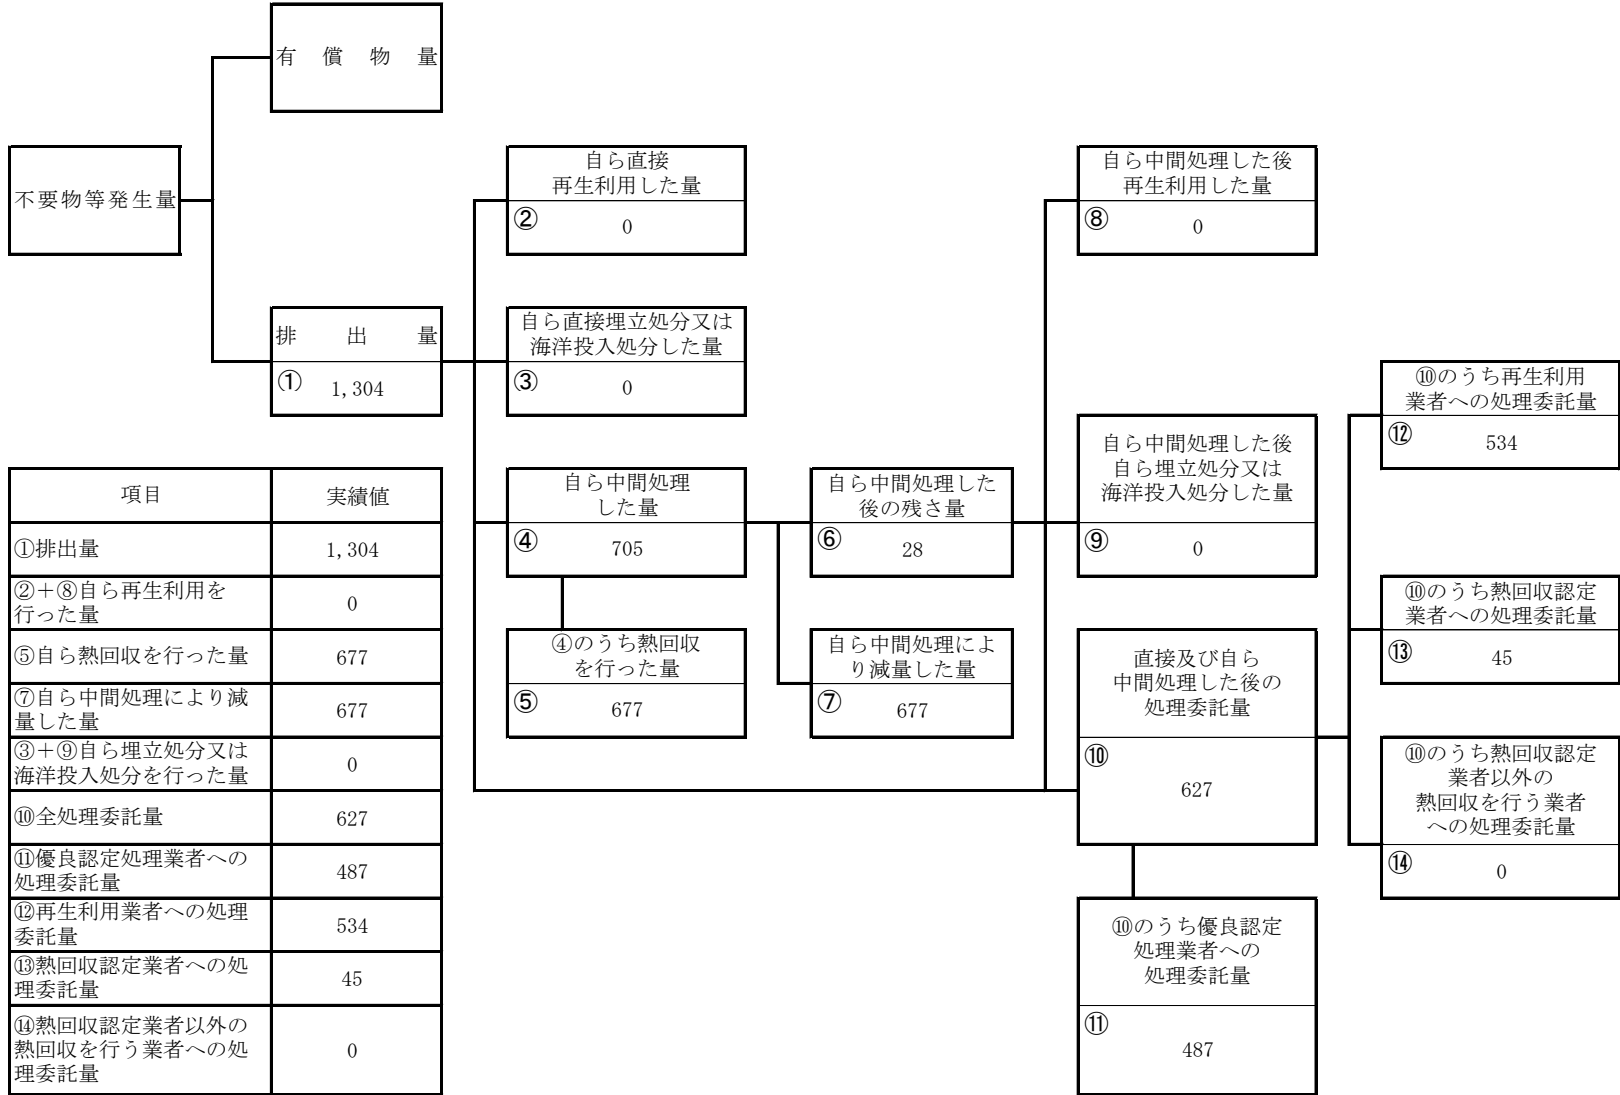 有償物量
不要物等発生量
排出量
① 1,304
自ら直接
再生利用した量
② 0
自ら直接埋立処分又は
海洋投入処分した量
③ 0
自ら中間処理
した量
④ 705
④のうち熱回収
を行った量
⑤ 677
自ら中間処理した
後の残さ量
⑥ 28
自ら中間処理によ
り減量した量
⑦ 677
自ら中間処理した後
再生利用した量
⑧ 0
自ら中間処理した後
自ら埋立処分又は
海洋投入処分した量
⑨ 0
直接及び自ら
中間処理した後の
処理委託量
⑩
627
⑩のうち優良認定
処理業者への
処理委託量
⑪
487
⑩のうち再生利用
業者への処理委託量
⑫ 534
⑩のうち熱回収認定
業者への処理委託量
⑬ 45
⑩のうち熱回収認定
業者以外の
熱回収を行う業者
への処理委託量
⑭ 0
項目 実績値
①排出量 1,304
②+⑧自ら再生利用を
行った量 0
⑤自ら熱回収を行った量 677
⑦自ら中間処理により減
量した量 677
③+⑨自ら埋立処分又は
海洋投入処分を行った量 0
⑩全処理委託量 627
⑪優良認定処理業者への
処理委託量 487
⑫再生利用業者への処理
委託量 534
⑬熱回収認定業者への処
理委託量 45
⑭熱回収認定業者以外の
熱回収を行う業者への処
理委託量 0